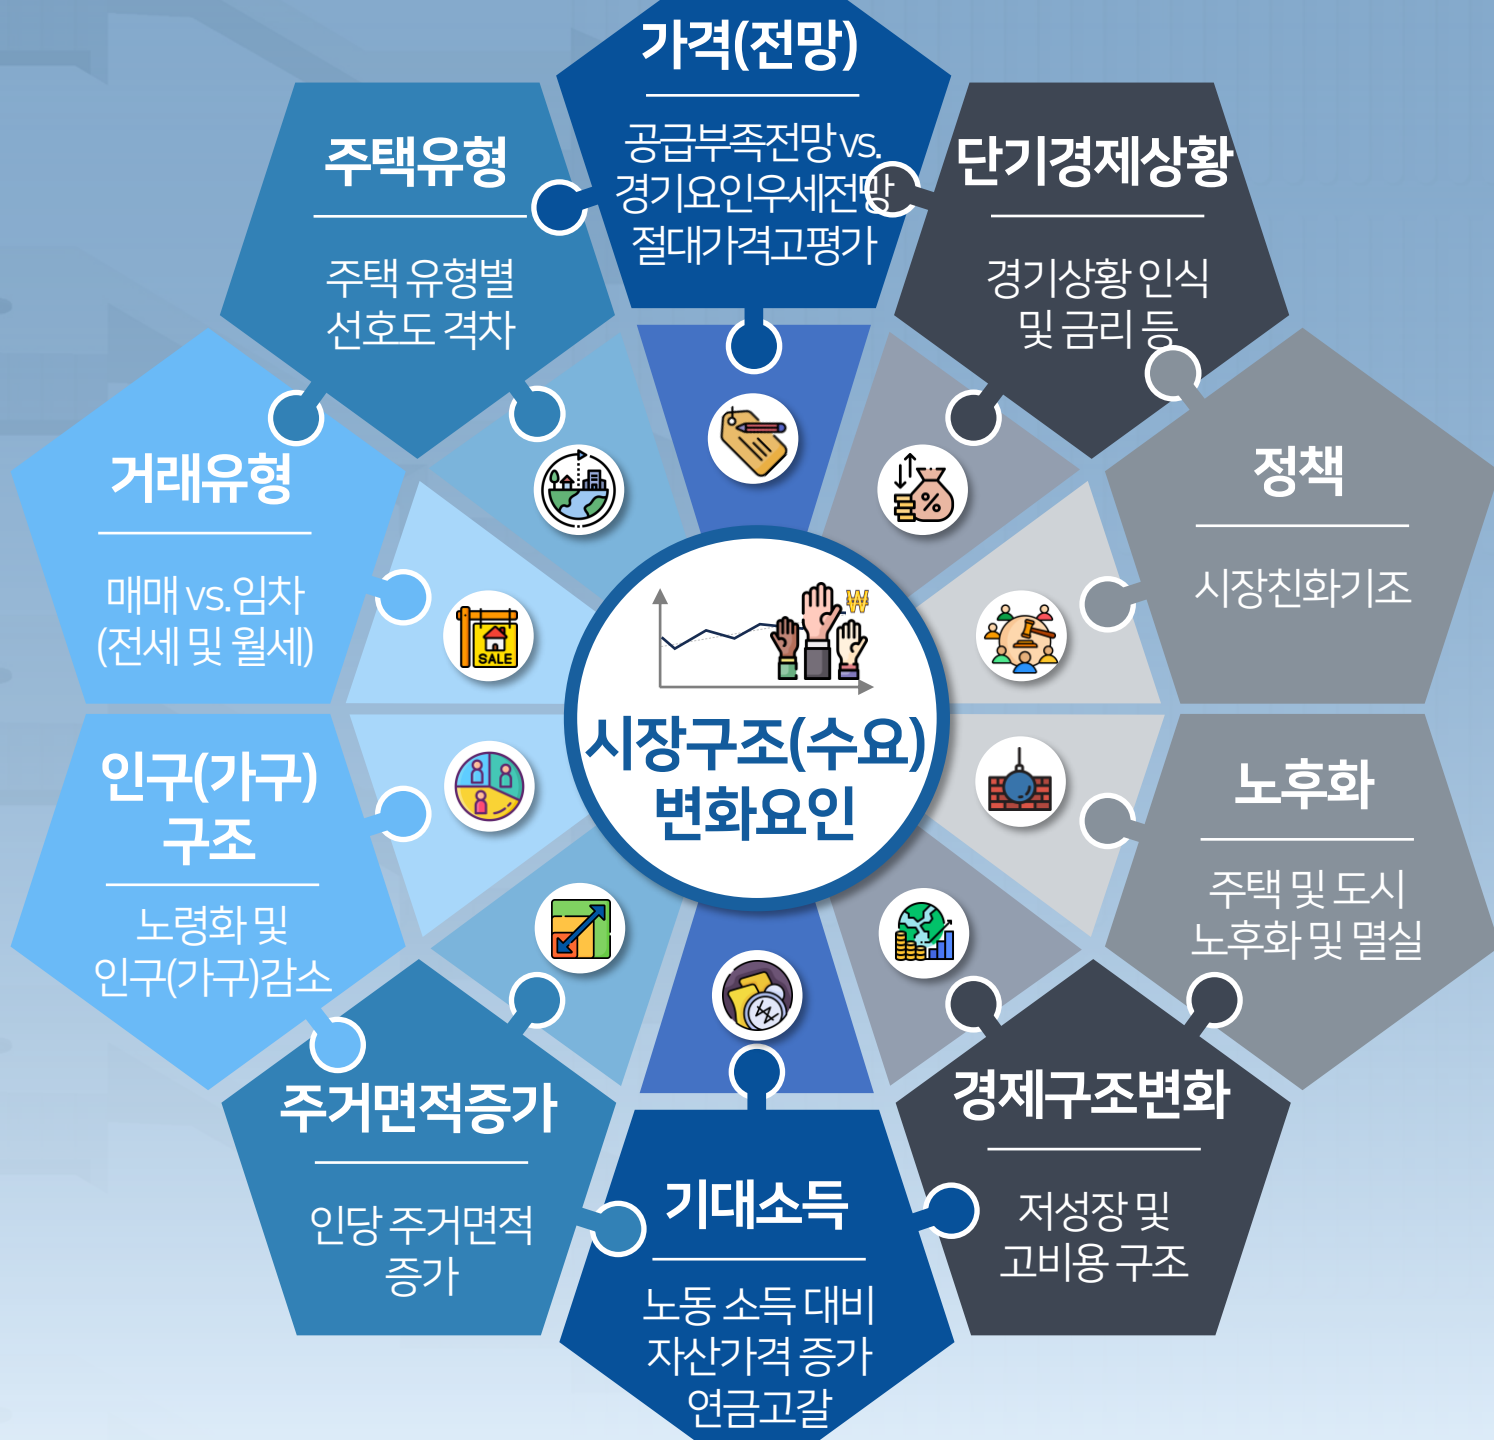 가격(전망)
공급부족전망 vs.
경기요인우세전망
절대가격고평가
단기경제상황
경기상황 인식
및 금리 등
정책
시장친화기조
노후화
주택 및 도시
노후화 및 멸실
경제구조변화
저성장 및
고비용 구조
기대소득
노동 소득 대비
자산가격 증가
연금고갈
주거면적증가
인당 주거면적
증가
인구(가구)
구조
노령화 및
인구(가구)감소
거래유형
매매 vs. 임차
(전세 및 월세)
주택유형
주택 유형별
선호도 격차
SALE
%
₩
시장구조(수요)
변화요인